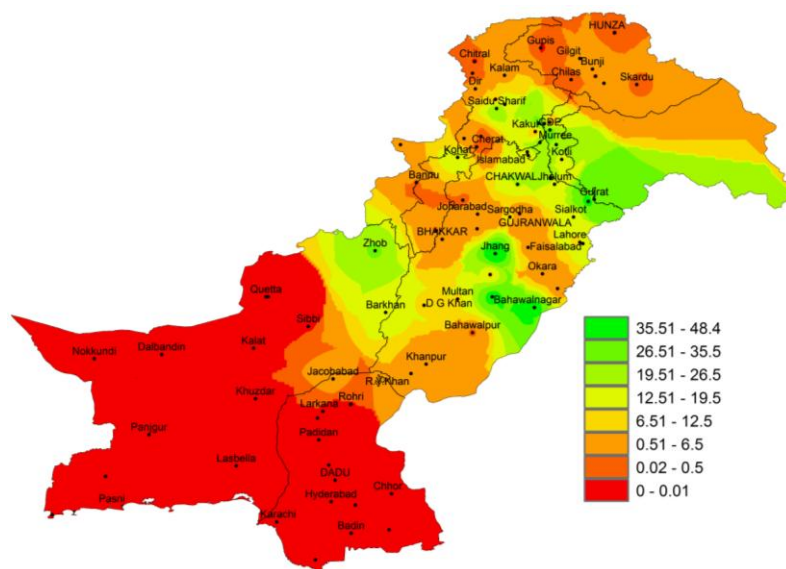 HUNZA
Gupis
Gilgit
Chitral
Bunji
Kalam
Chilas
Skardu
Dir
Saidu Sharif
Kakul
Murree
Cherat
Kohat
Islamabad
Kotli
Bannu
CHAKWAL
Jhelum
Gujrat
Joharabad
Sargodha
Sialkot
GUJRANWALA
BHAKKAR
Lahore
Zhob
Jhang
Faisalabad
Okara
Quetta
Multan
Barkhan
D G Khan
Bahawalnagar
Sibbi
Bahawalpur
Kalat
Nokkundi
Dalbandin
Khanpur
Jacobabad
R Y Khan
Khuzdar
Larkana
Rohri
Panjgur
Padidan
Lasbella
DADU
Pasni
Hyderabad
Chhor
Karachi
Badin
35.51 - 48.4
26.51 - 35.5
19.51 - 26.5
12.51 - 19.5
6.51 - 12.5
0.51 - 6.5
0.02 - 0.5
0 - 0.01